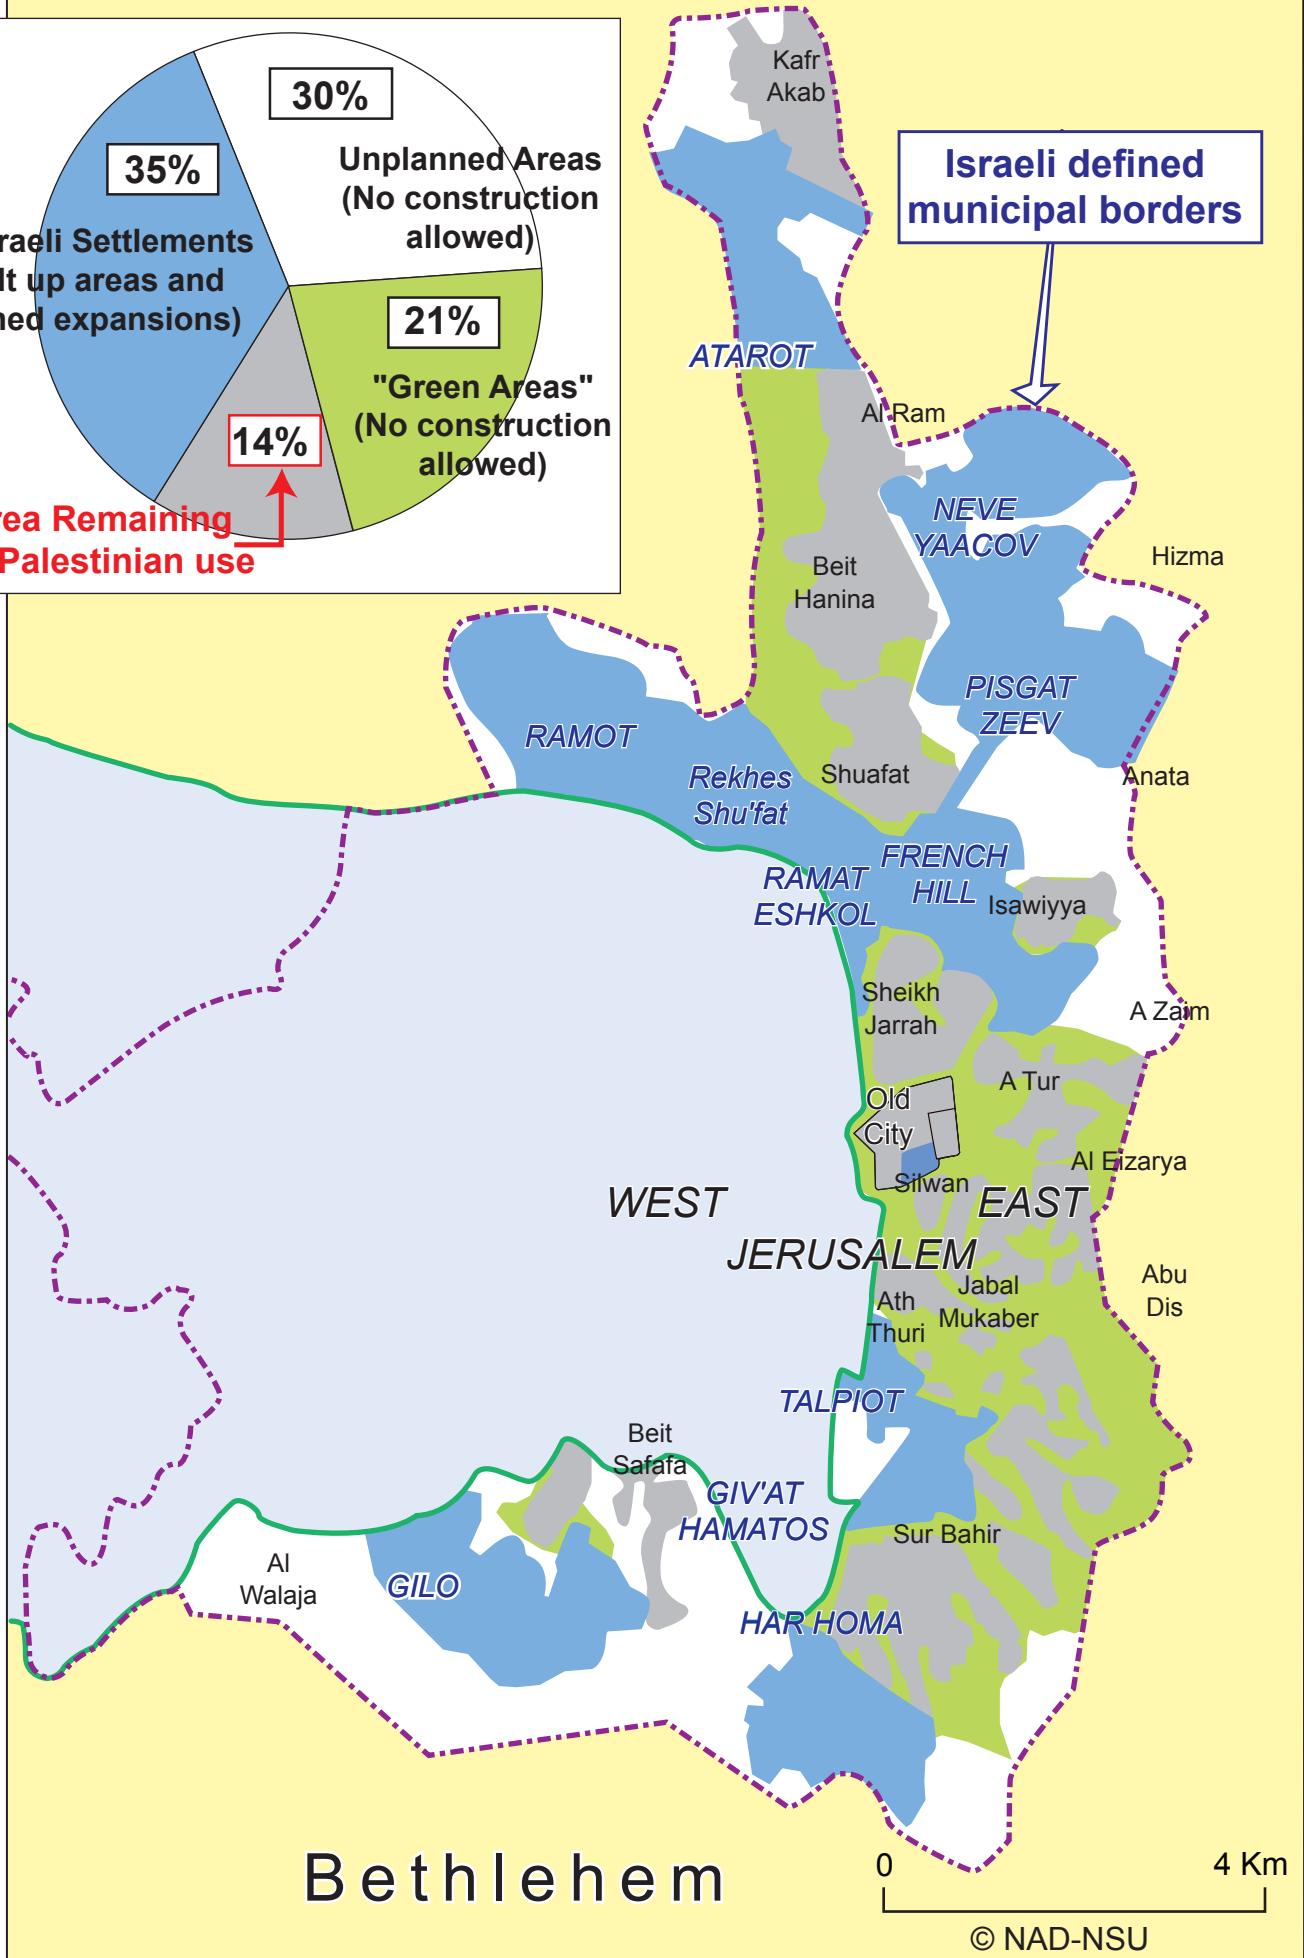 30%
Unplanned Areas
(No construction
allowed)
35%
raeli Settlements
lt up areas and
ned expansions)
21%
"Green Areas"
(No construction
allowed)
14%
rea Remaining
Palestinian use
Israeli defined
municipal borders
Kafr
Akab
ATAROT
Al Ram
NEVE
YAACOV
Hizma
Beit
Hanina
PISGAT
ZEEV
RAMOT
Rekhes
Shu'fat
Shuafat
Anata
FRENCH
HILL
RAMAT
ESHKOL
Isawiyya
Sheikh
Jarrah
A Zaim
A Tur
Old
City
Al Eizarya
Silwan
WEST
EAST
JERUSALEM
Abu
Dis
Jabal
Mukaber
Ath
Thuri
TALPIOT
Beit
Safafa
GIV'AT
HAMATOS
Sur Bahir
Al
Walaja
GILO
HAR HOMA
Bethlehem
0
4 Km
© NAD-NSU